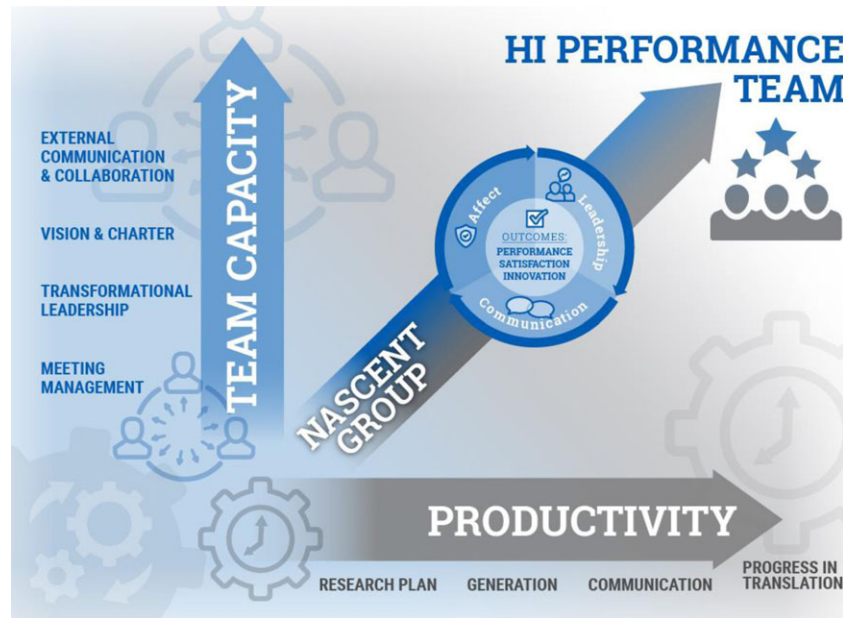 HI PERFORMANCE
TEAM
EXTERNAL
COMMUNICATION
& COLLABORATION
VISION & CHARTER
TRANSFORMATIONAL
LEADERSHIP
MEETING
MANAGEMENT
TEAM CAPACITY
Affect
Leadership
Communication
OUTCOMES:
PERFORMANCE
SATISFACTION
INNOVATION
NASCENT
GROUP
PRODUCTIVITY
RESEARCH PLAN
GENERATION
COMMUNICATION
PROGRESS IN
TRANSLATION